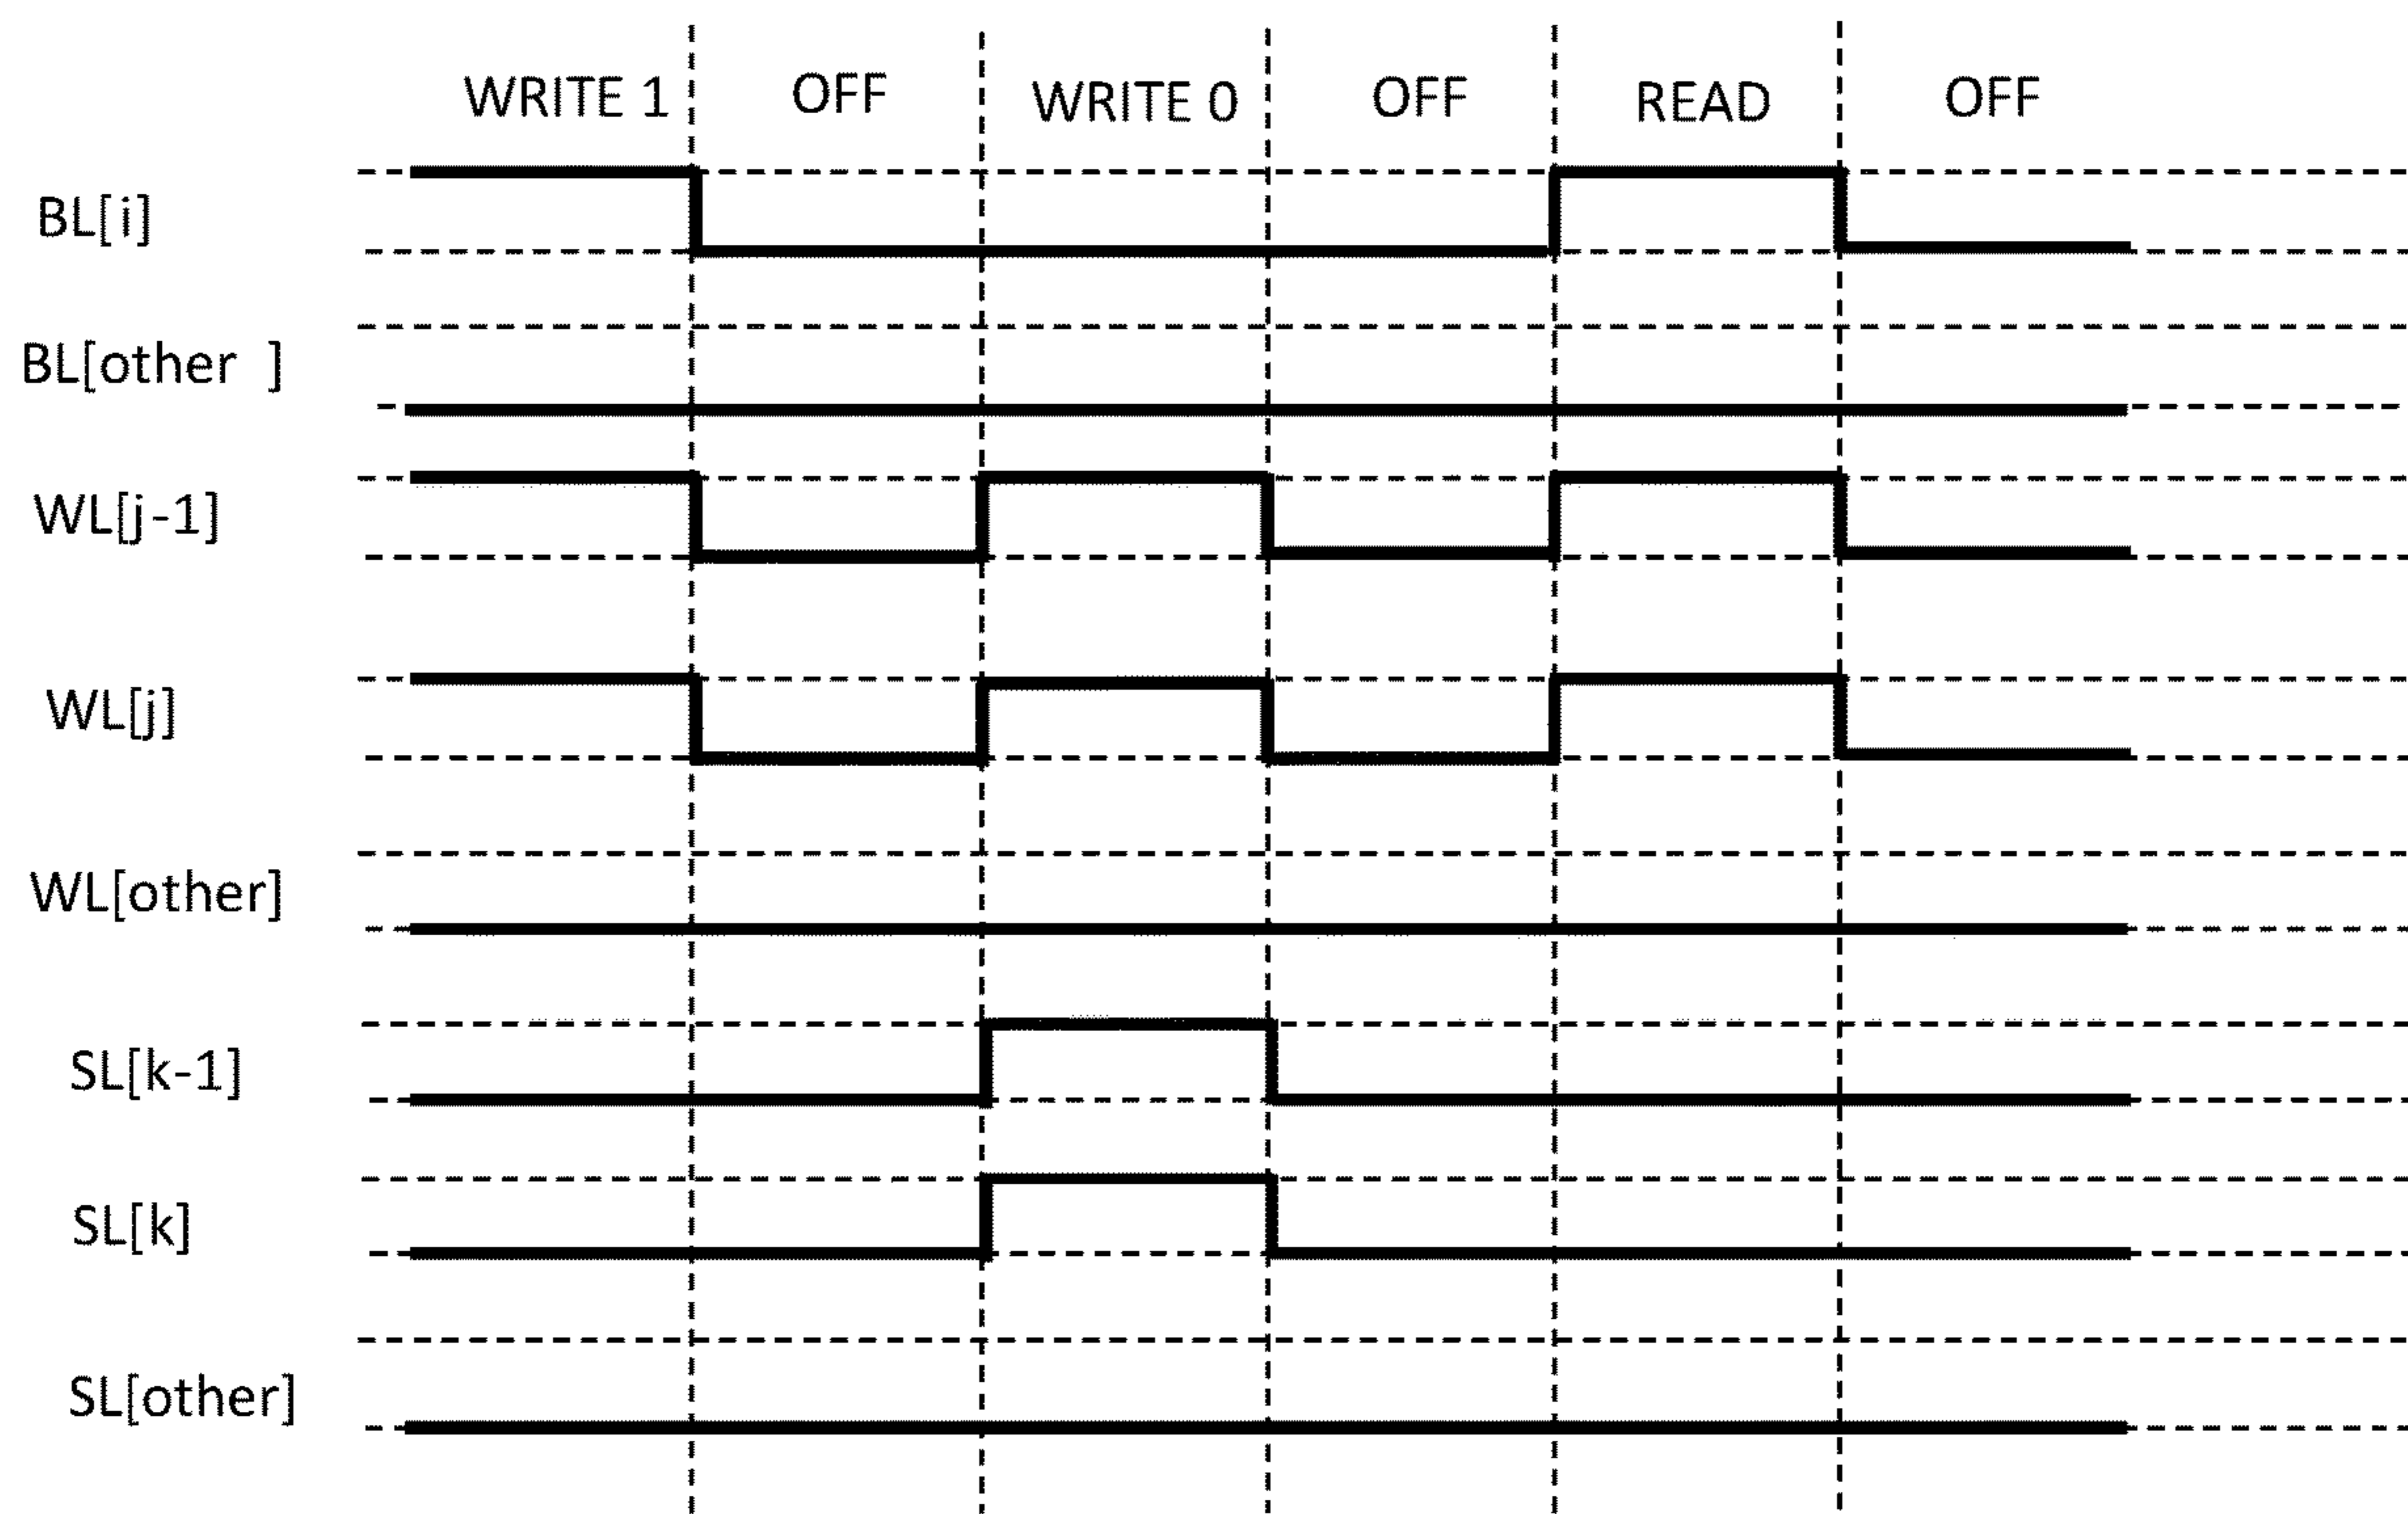 WRITE 1 OFF WRITE 0 OFF READ OFF
BL[i]
BL[other ]
WL[j-1]
WL[j]
WL[other]
SL[k-1]
SL[k]
SL[other]